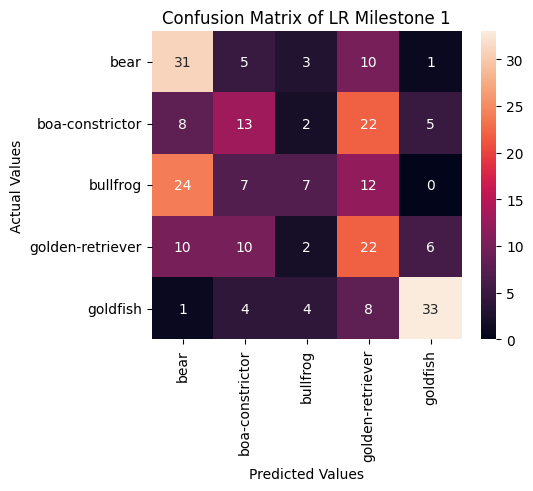 Confusion Matrix of LR Milestone 1
Actual Values
bear 31 5 3 10 1
boa-constrictor 8 13 2 22 5
bullfrog 24 7 7 12 0
golden-retriever 10 10 2 22 6
goldfish 1 4 4 8 33
bear boa-constrictor bullfrog golden-retriever goldfish
Predicted Values
30
25
20
15
10
5
0